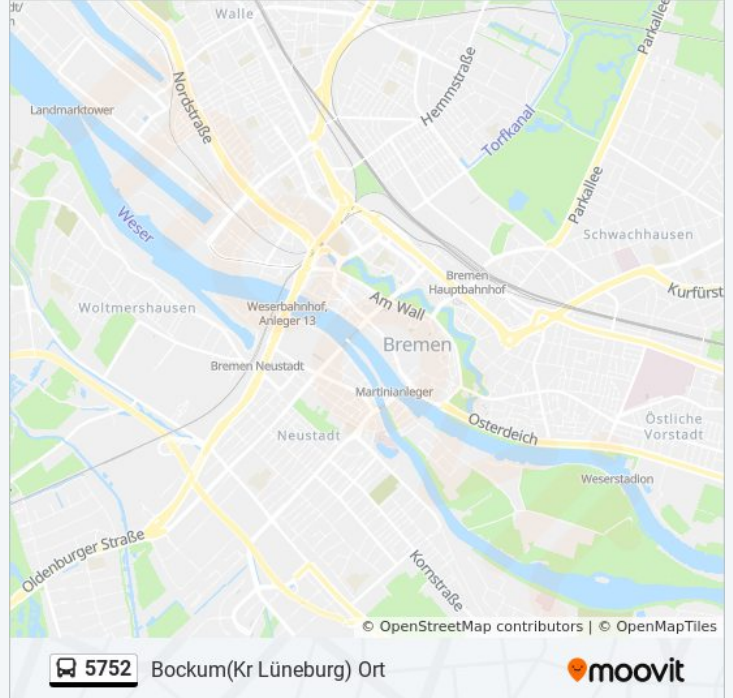 dt/
Walle
Parkallee
Nordstraße
Hemmstraße
Landmarktower
Torfkanal
Parkallee
Weser
Schwachhausen
Bremen
Hauptbahnhof
Kurfürst
Woltmershausen
Weserbahnhof,
Anleger 13
Am Wall
Bremen
Bremen Neustadt
Martinianleger
Osterdeich
Östliche
Vorstadt
Neustadt
Weserstadion
Oldenburger Straße
Kornstraße
© OpenStreetMap contributors | © OpenMapTiles
5752 Bockum(Kr Lüneburg) Ort
moovit